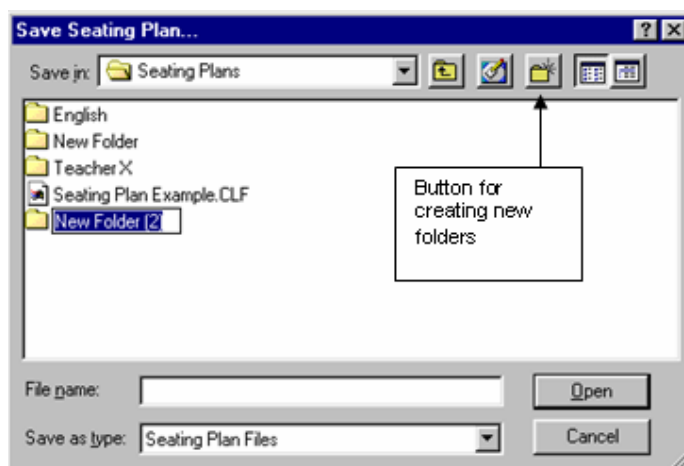 Save Seating Plan...
Save in: Seating Plans
English
New Folder
Teacher X
Seating Plan Example.CLF
New Folder (2)
Button for
creating new
folders
File name:
Open
Save as type: Seating Plan Files
Cancel